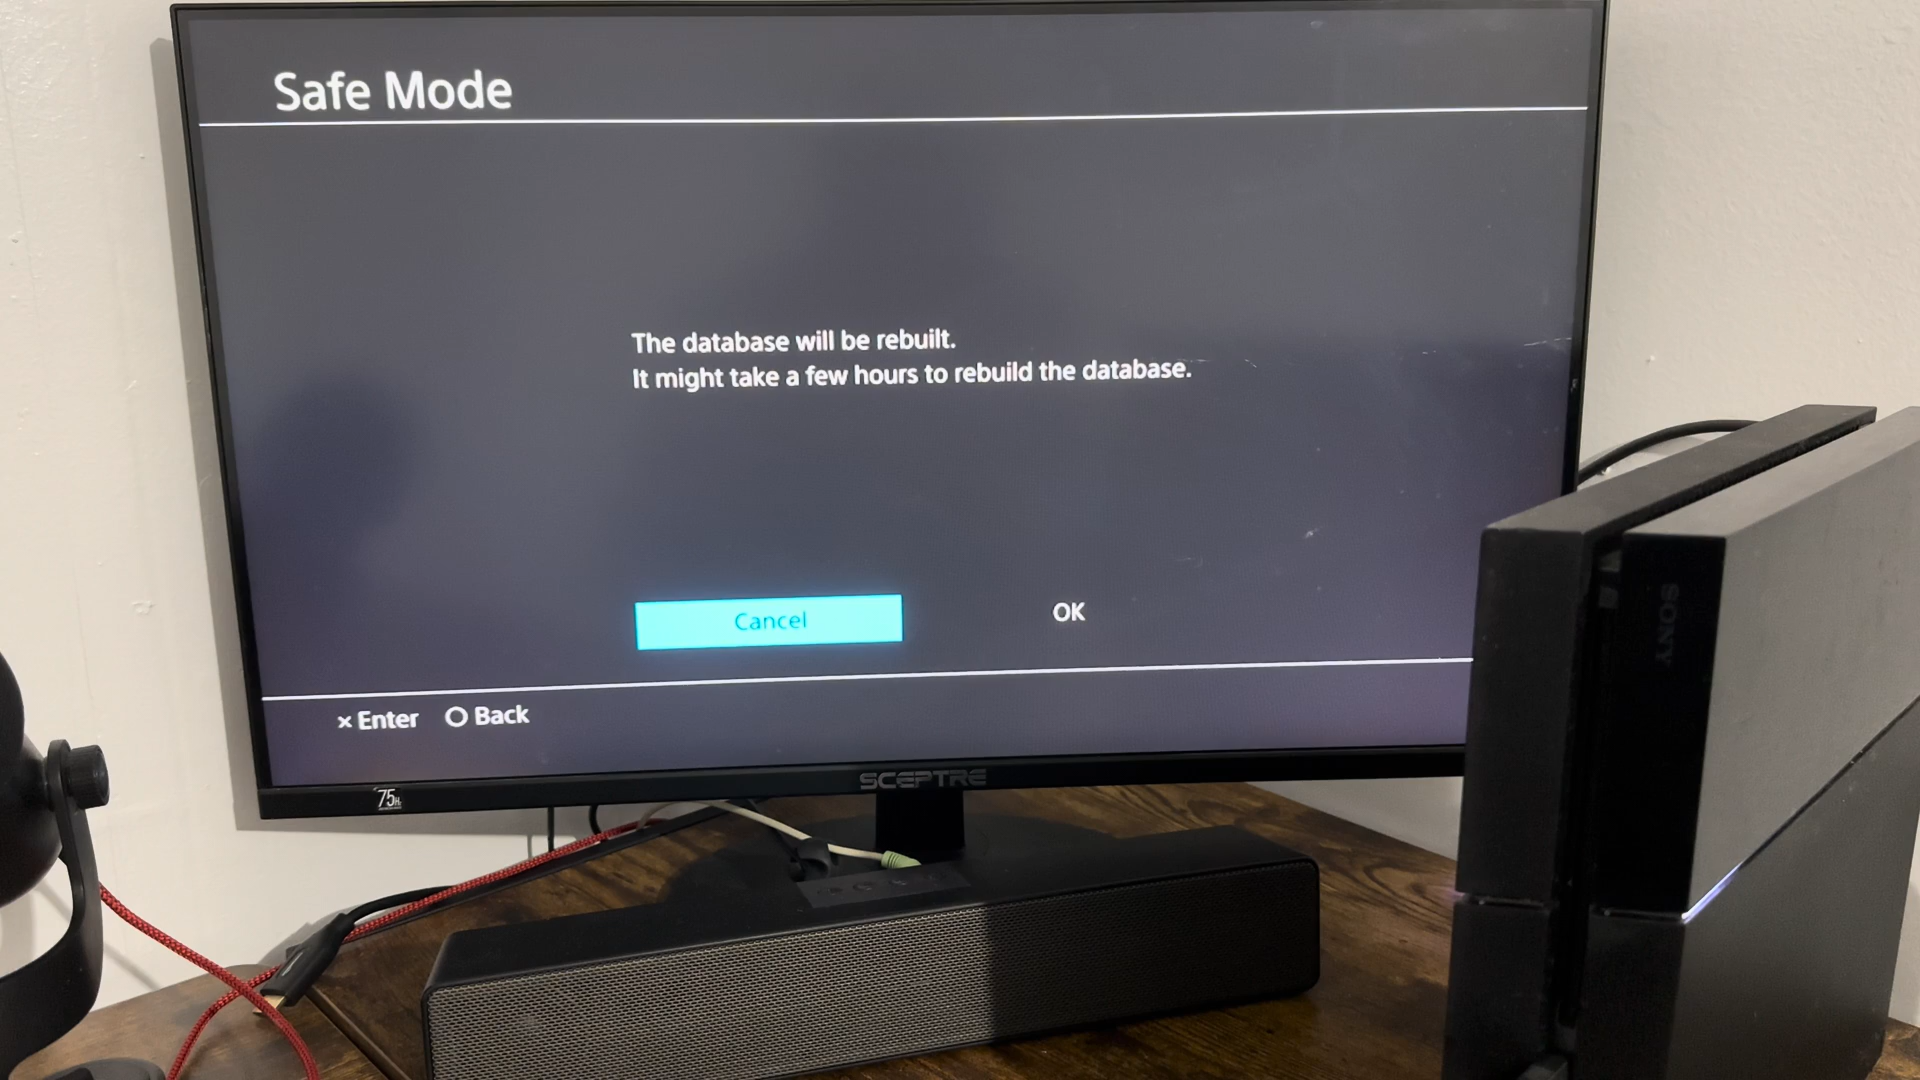 Safe Mode
The database will be rebuilt.
It might take a few hours to rebuild the database.
Cancel
OK
× Enter
○ Back
SCEPTRE
75Hz
SONY